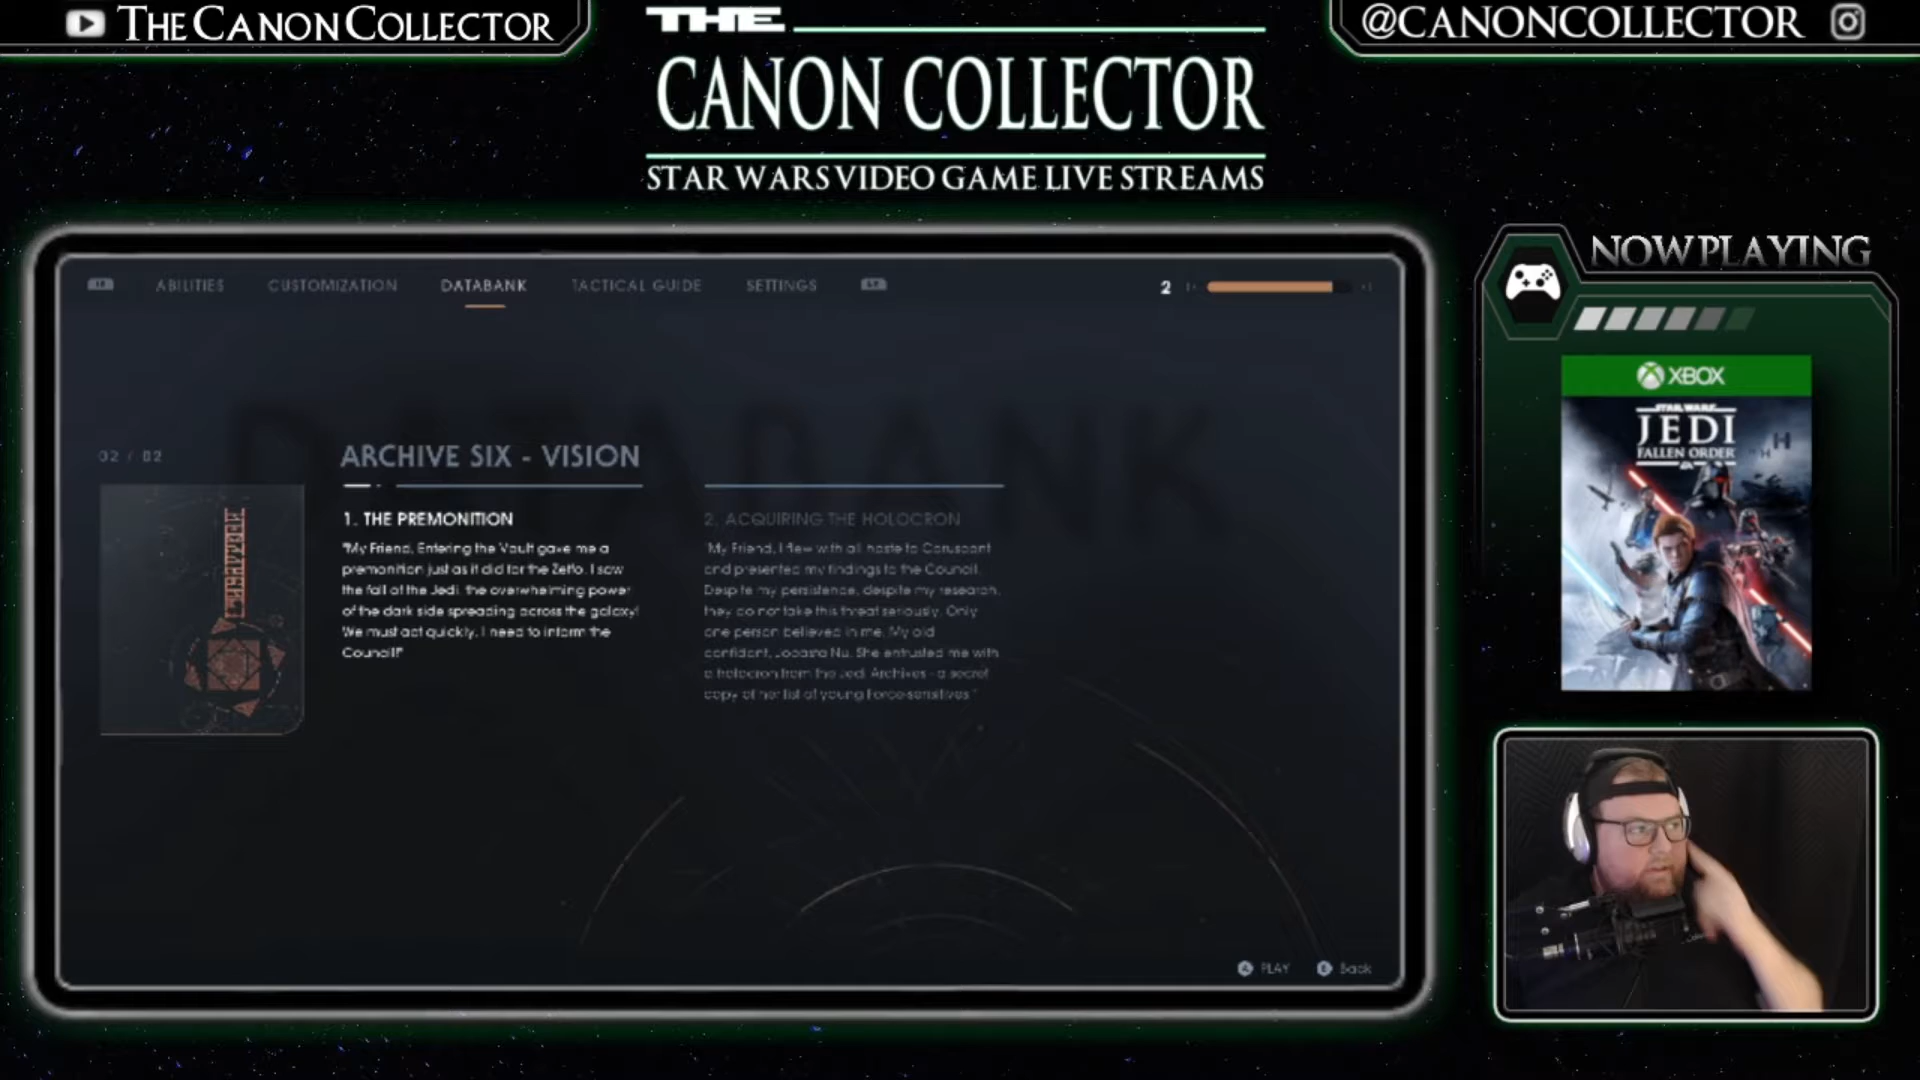 THE CANON COLLECTOR
THE
CANON COLLECTOR
STAR WARS VIDEO GAME LIVE STREAMS
@CANONCOLLECTOR
ABILITIES
CUSTOMIZATION
DATABANK
TACTICAL GUIDE
SETTINGS
2
DATABANK
02 / 02
ARCHIVE SIX - VISION
1. THE PREMONITION
"My Friend, Entering the Vault gave me a
premonition just as it did for the Zeffo. I saw
the fall of the Jedi, the overwhelming power
of the dark side spreading across the galaxy!
We must act quickly. I need to inform the
Council!"
2. ACQUIRING THE HOLOCRON
"My Friend, I flew with all haste to Coruscant
and presented my findings to the Council.
Despite my persistence, despite my research,
they do not take this threat seriously. Only
one person believed in me. My old
confidant, Jocasta Nu. She entrusted me with
a holocron from the Jedi Archives - a secret
copy of her list of young Force-sensitives."
PLAY
Back
NOW PLAYING
XBOX
STAR WARS
JEDI
FALLEN ORDER